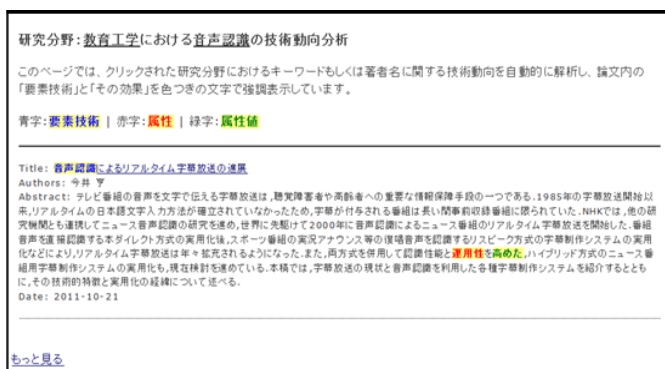 研究分野:教育工学における音声認識の技術動向分析
このページでは、クリックされた研究分野におけるキーワードもしくは著者名に関する技術動向を自動的に解析し、論文内の
「要素技術」と「その効果」を色つきの文字で強調表示しています。
青字:要素技術 | 赤字:属性 | 緑字:属性値
Title: 音声認識によるリアルタイム字幕放送の進展
Authors: 今井 亨
Abstract: テレビ番組の音声を文字で伝える字幕放送は,聴覚障害者や高齢者への重要な情報保障手段の一つである.1985年の字幕放送開始以
来,リアルタイムの日本語文字入力方法が確立されていなかったため,字幕が付与される番組は長い間事前収録番組に限られていた.NHKでは,他の研
究機関とも連携してニュース音声認識の研究を進め,世界に先駆けて2000年に音声認識によるニュース番組のリアルタイム字幕放送を開始した.番組
音声を直接認識する本ダイレクト方式の実用化後,スポーツ番組の実況アナウンス等の復唱音声を認識するリスピーク方式の字幕制作システムの実用
化などにより,リアルタイム字幕放送は年々拡充されるようになった.また,両方式を併用して認識性能と運用性を高めた,ハイブリッド方式のニュース番
組用字幕制作システムの実用化も,現在検討を進めている.本稿では,字幕放送の現状と音声認識を利用した各種字幕制作システムを紹介するととも
に,その技術的特徴と実用化の経緯について述べる.
Date: 2011-10-21
もっと見る